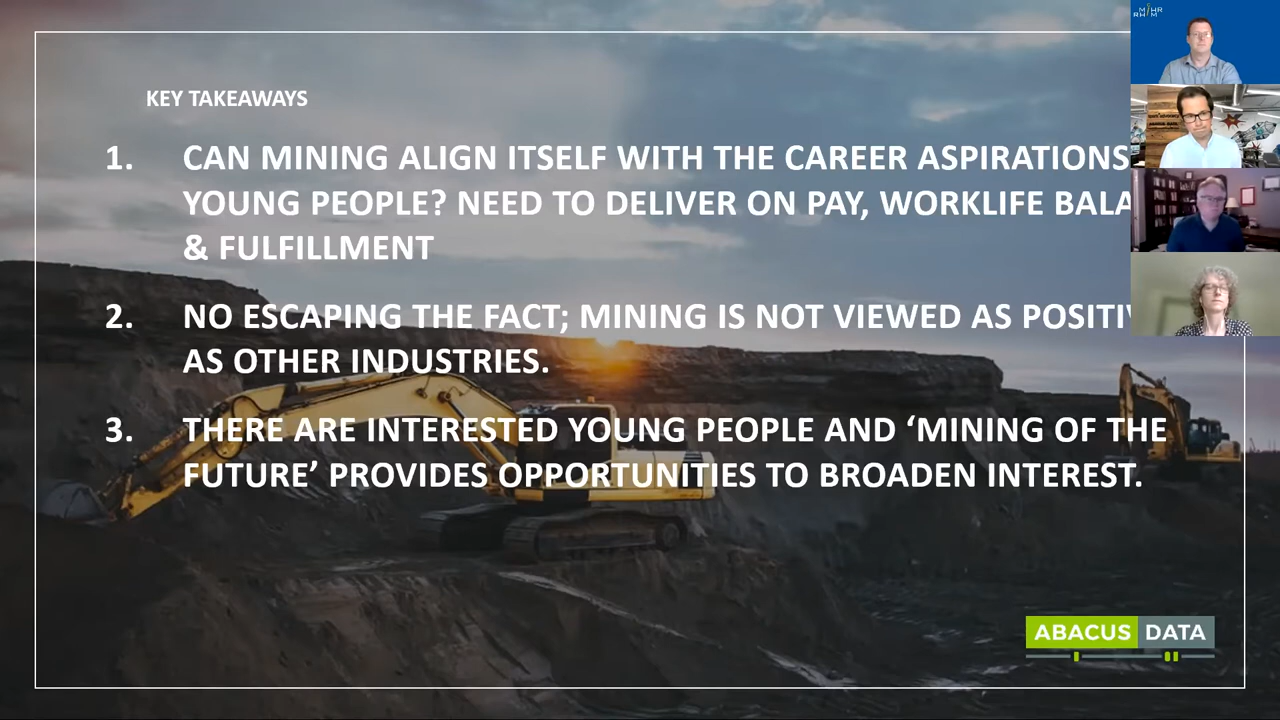 MiHR
RHiM
KEY TAKEAWAYS
1. CAN MINING ALIGN ITSELF WITH THE CAREER ASPIRATIONS
YOUNG PEOPLE? NEED TO DELIVER ON PAY, WORKLIFE BALA
& FULFILLMENT
2. NO ESCAPING THE FACT; MINING IS NOT VIEWED AS POSITIV
AS OTHER INDUSTRIES.
3. THERE ARE INTERESTED YOUNG PEOPLE AND ‘MINING OF THE
FUTURE’ PROVIDES OPPORTUNITIES TO BROADEN INTEREST.
ABACUS DATA